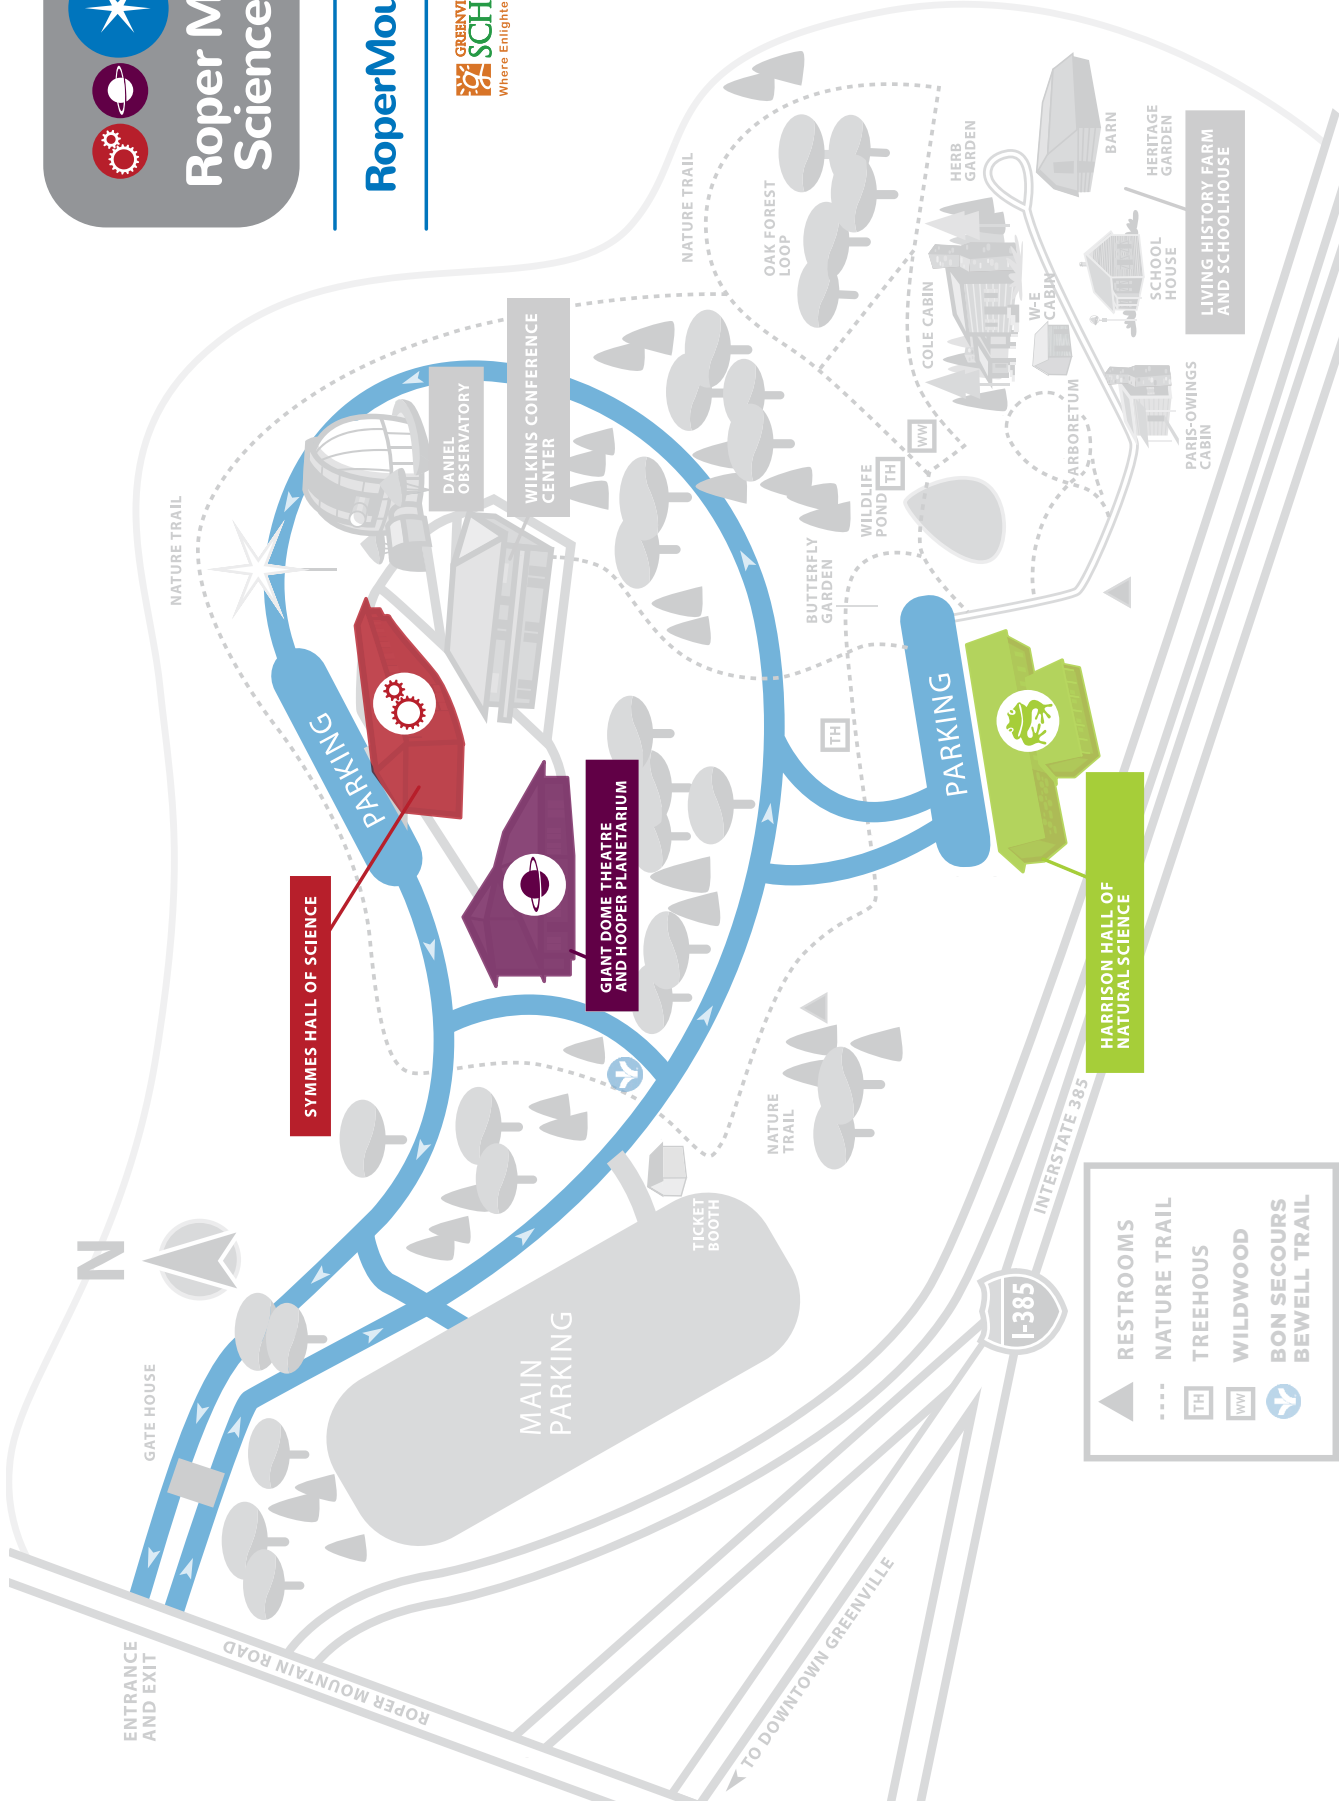 Roper M
Science
RoperMou
GREENVI
SCH
Where Enlighte
NATURE TRAIL
OAK FOREST
LOOP
HERB
GARDEN
BARN
HERITAGE
GARDEN
LIVING HISTORY FARM
AND SCHOOLHOUSE
SCHOOL
HOUSE
W-E
CABIN
COLE CABIN
PARIS-OWINGS
CABIN
ARBORETUM
WW
TH
WILDLIFE
POND
BUTTERFLY
GARDEN
DANIEL
OBSERVATORY
WILKINS CONFERENCE
CENTER
NATURE TRAIL
PARKING
PARKING
TH
SYMMES HALL OF SCIENCE
GIANT DOME THEATRE
AND HOOPER PLANETARIUM
HARRISON HALL OF
NATURAL SCIENCE
NATURE
TRAIL
TICKET
BOOTH
N
GATE HOUSE
MAIN
PARKING
INTERSTATE 385
I-385
ENTRANCE
AND EXIT
ROPER MOUNTAIN ROAD
TO DOWNTOWN GREENVILLE
RESTROOMS
NATURE TRAIL
TH TREEHOUS
WW WILDWOOD
BON SECOURS
BEWELL TRAIL